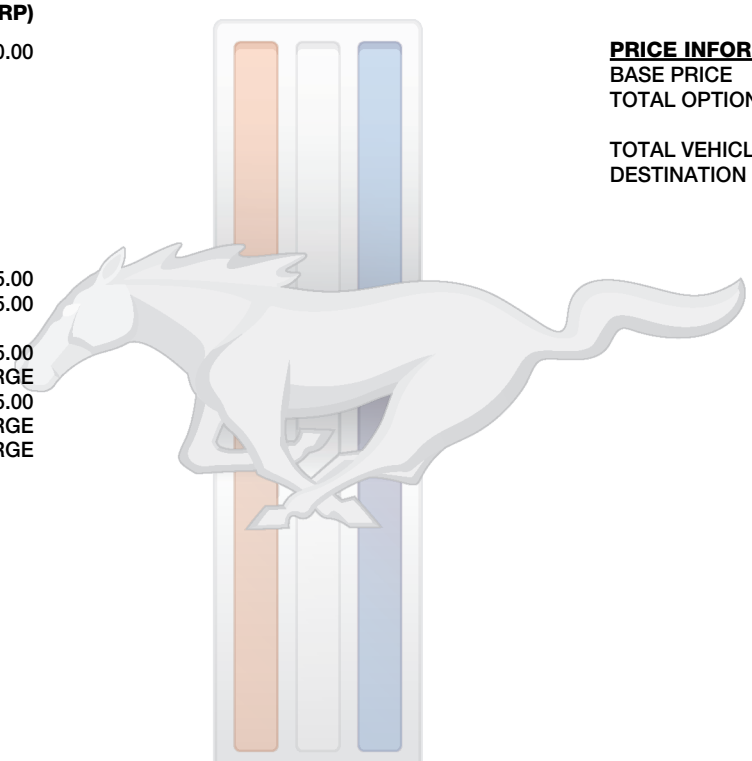 RP)
0.00
5.00
5.00
5.00
RGE
5.00
RGE
RGE
PRICE INFOR
BASE PRICE
TOTAL OPTION
TOTAL VEHICL
DESTINATION